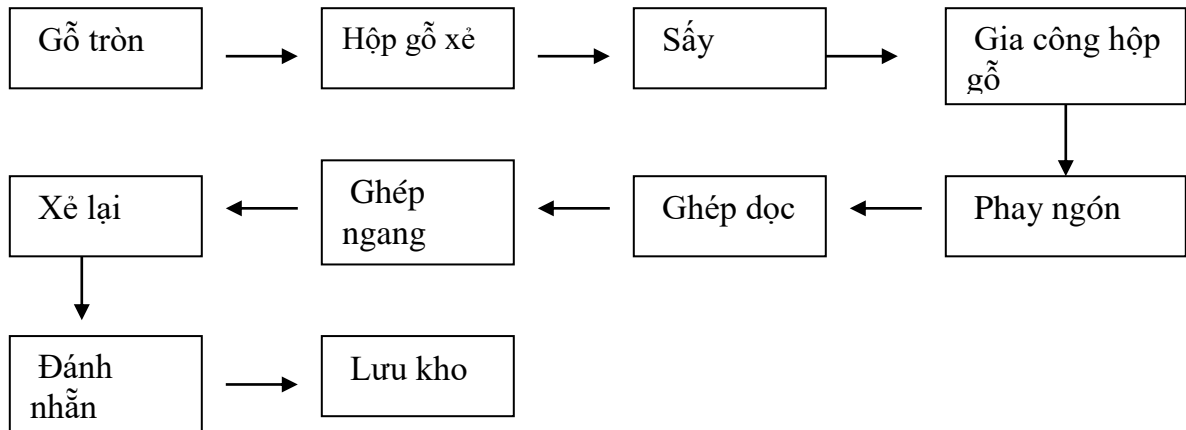 Gỗ tròn
Hộp gỗ xẻ
Sấy
Gia công hộp
gỗ
Xẻ lại
Ghép
ngang
Ghép dọc
Phay ngón
Đánh
nhẵn
Lưu kho